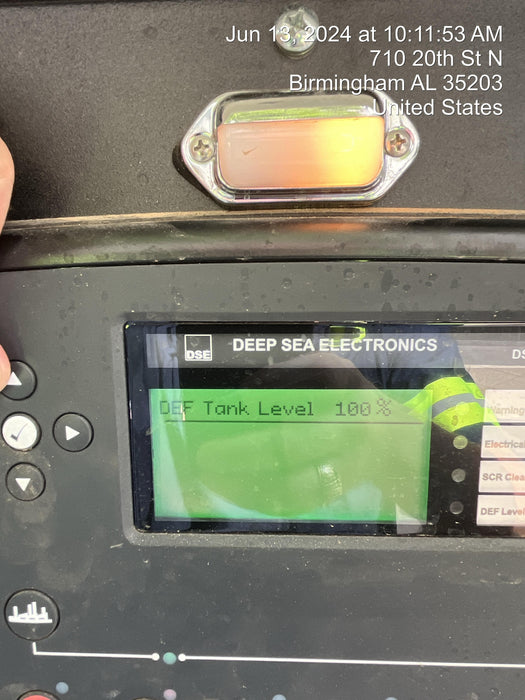 Jun 13, 2024 at 10:11:53 AM
710 20th St N
Birmingham AL 35203
United States
DSE
DEEP SEA ELECTRONICS
DS
DEF Tank Level 100%
Warning
Electrical
SCR Clea
DEF Level